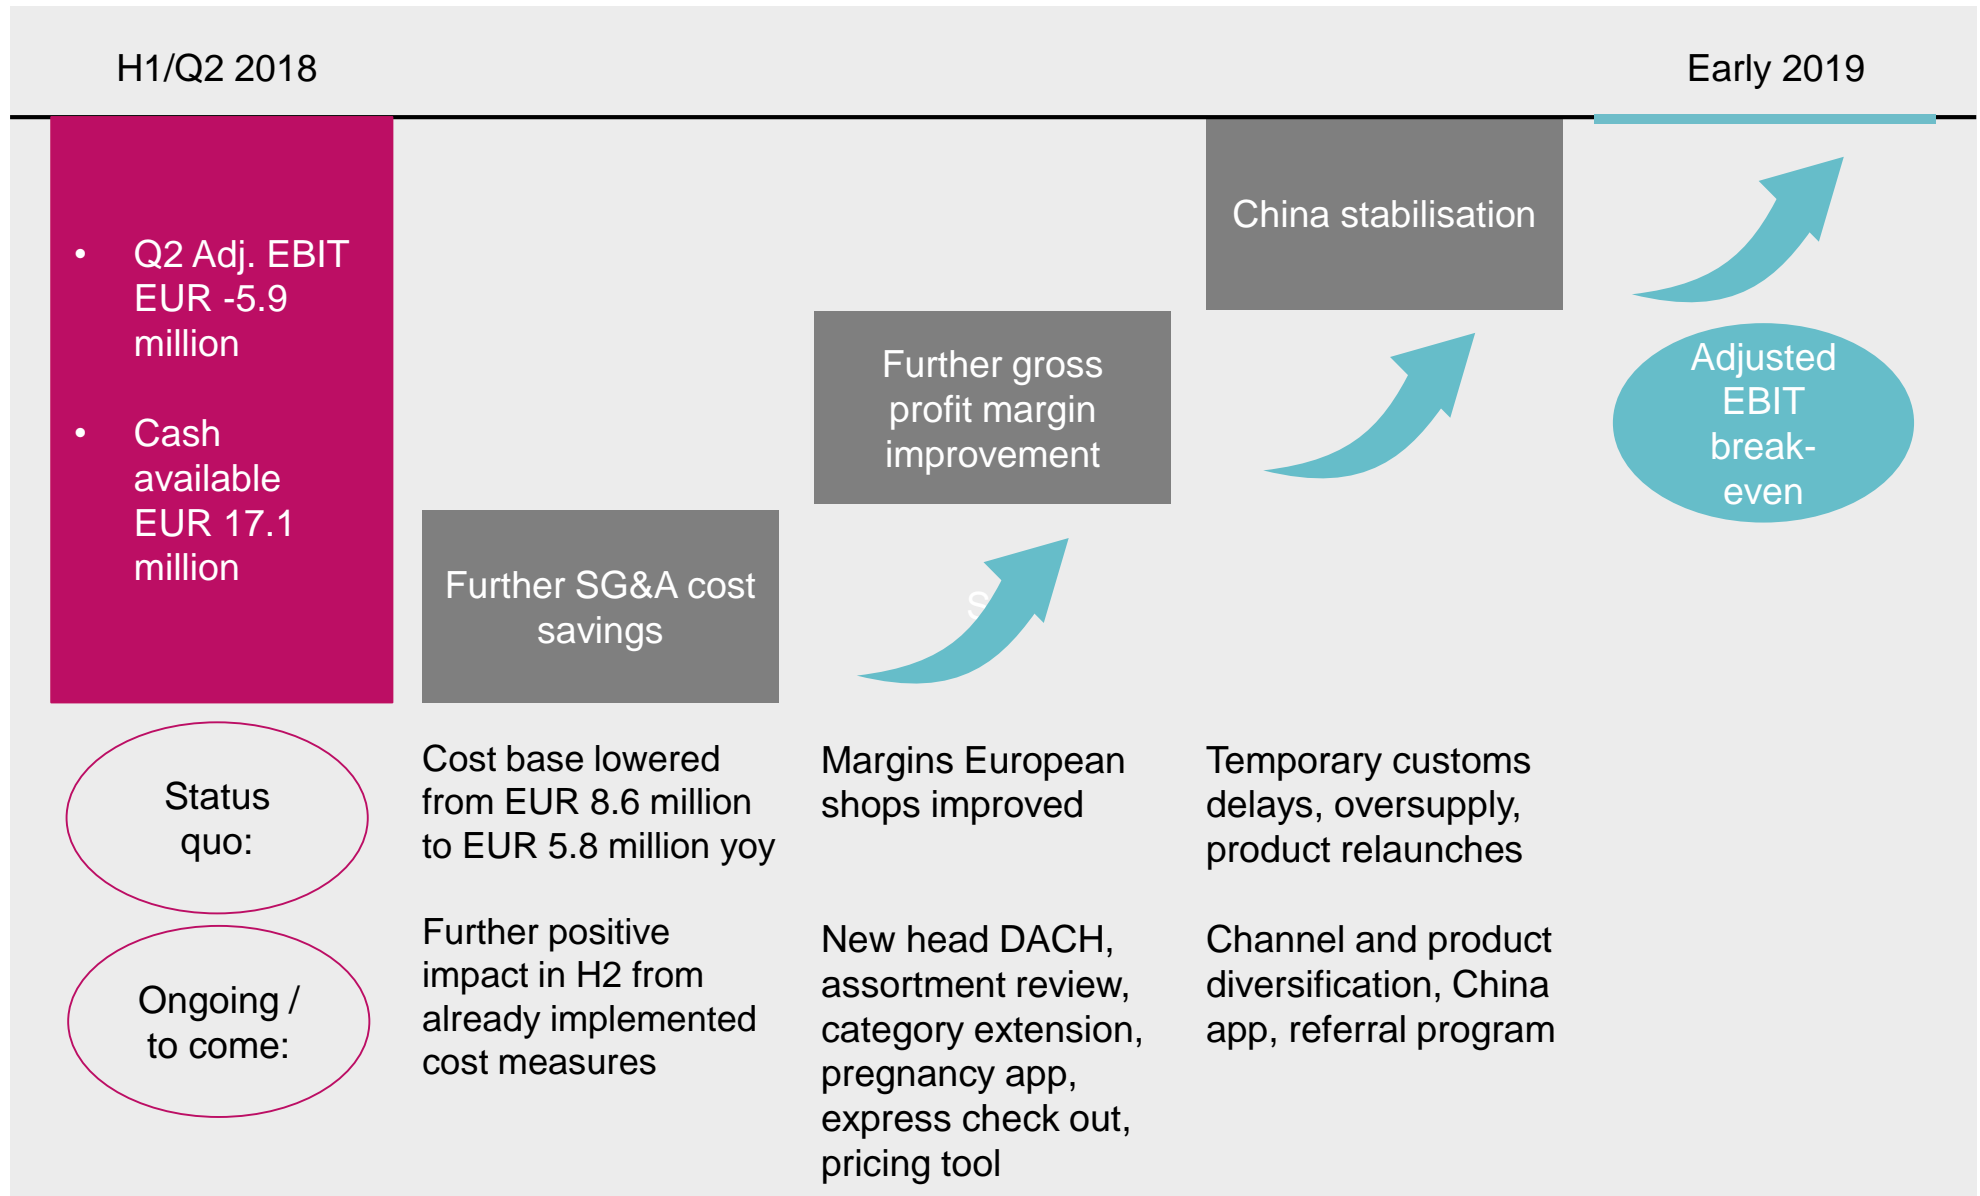 H1/Q2 2018
Early 2019
• Q2 Adj. EBIT
EUR -5.9
million
• Cash
available
EUR 17.1
million
Further SG&A cost
savings
Further gross
profit margin
improvement
China stabilisation
Adjusted
EBIT
break-
even
Status
quo:
Cost base lowered
from EUR 8.6 million
to EUR 5.8 million yoy
Margins European
shops improved
Temporary customs
delays, oversupply,
product relaunches
Ongoing /
to come:
Further positive
impact in H2 from
already implemented
cost measures
New head DACH,
assortment review,
category extension,
pregnancy app,
express check out,
pricing tool
Channel and product
diversification, China
app, referral program